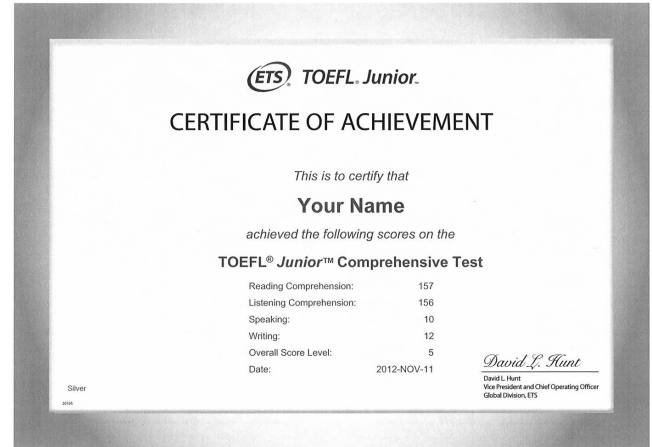 ETS® TOEFL® Junior™
CERTIFICATE OF ACHIEVEMENT
This is to certify that
Your Name
achieved the following scores on the
TOEFL® Junior™ Comprehensive Test
Reading Comprehension: 157
Listening Comprehension: 156
Speaking: 10
Writing: 12
Overall Score Level: 5
Date: 2012-NOV-11
David L. Hunt
David L. Hunt
Vice President and Chief Operating Officer
Global Division, ETS
Silver